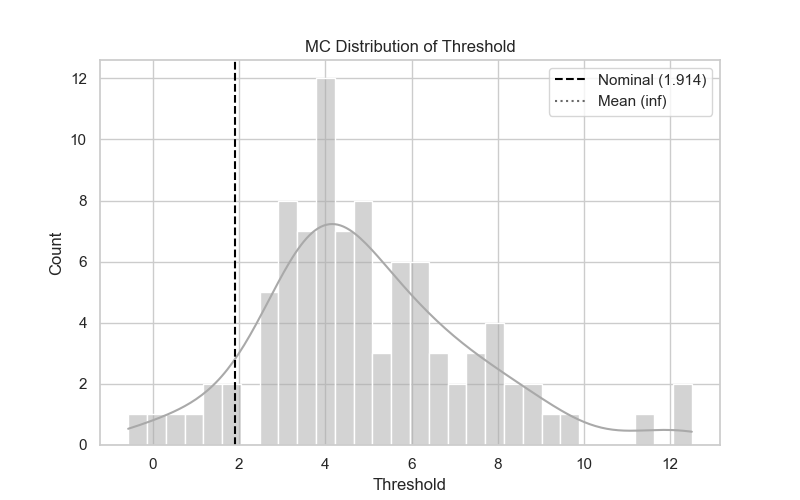 MC Distribution of Threshold
Nominal (1.914)
Mean (inf)
Count
12
10
8
6
4
2
0
0 2 4 6 8 10 12
Threshold